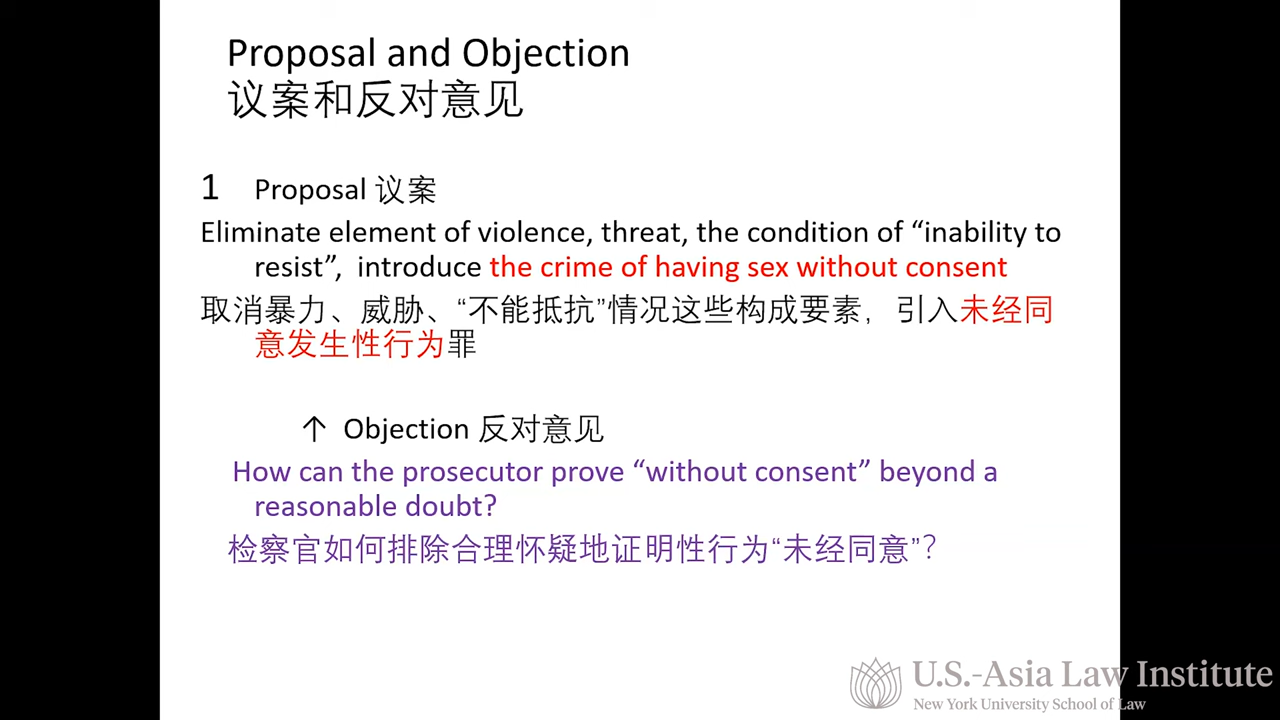 Proposal and Objection
议案和反对意见
1 Proposal 议案
Eliminate element of violence, threat, the condition of “inability to
resist”, introduce the crime of having sex without consent
取消暴力、威胁、“不能抵抗”情况这些构成要素，引入未经同
意发生性行为罪
↑ Objection 反对意见
How can the prosecutor prove “without consent” beyond a
reasonable doubt?
检察官如何排除合理怀疑地证明性行为“未经同意”？
U.S.-Asia Law Institute
New York University School of Law